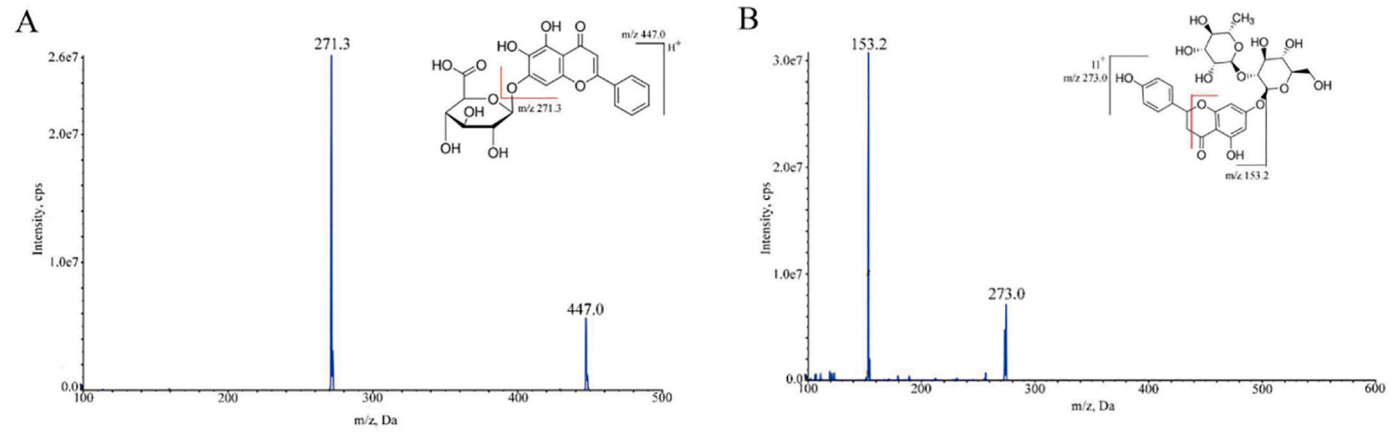 A
2.6e7
2.0e7
1.0e7
0.0
Intensity, cps
271.3
447.0
100
200
300
400
500
m/z, Da
OH
OH
O
HO
HO
O
O
O
O
OH
OH
OH
m/z 271.3
m/z 447.0
H+
B
3.0e7
2.0e7
1.0e7
0.0
Intensity, cps
153.2
273.0
100
200
300
400
500
600
m/z, Da
HO
CH3
HO
O
OH
OH
HO
O
O
OH
O
HO
O
O
OH
m/z 273.0
m/z 153.2